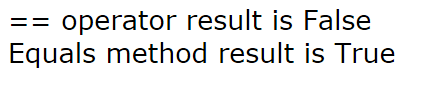 == operator result is False
Equals method result is True